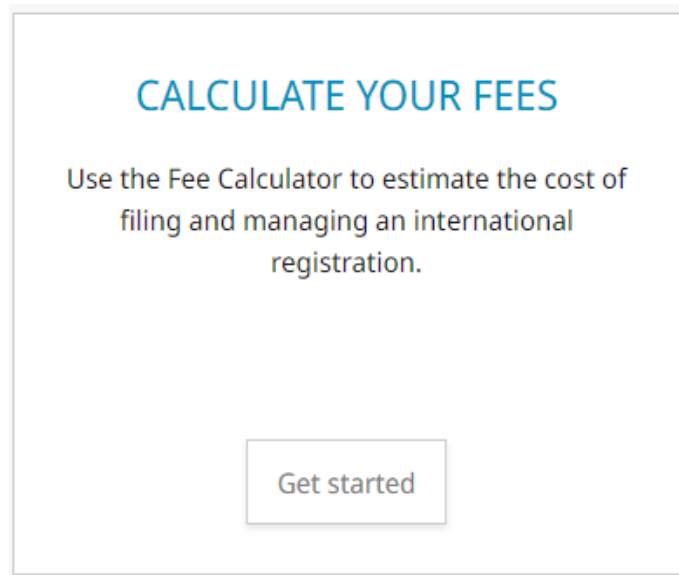 CALCULATE YOUR FEES
Use the Fee Calculator to estimate the cost of
filing and managing an international
registration.
Get started